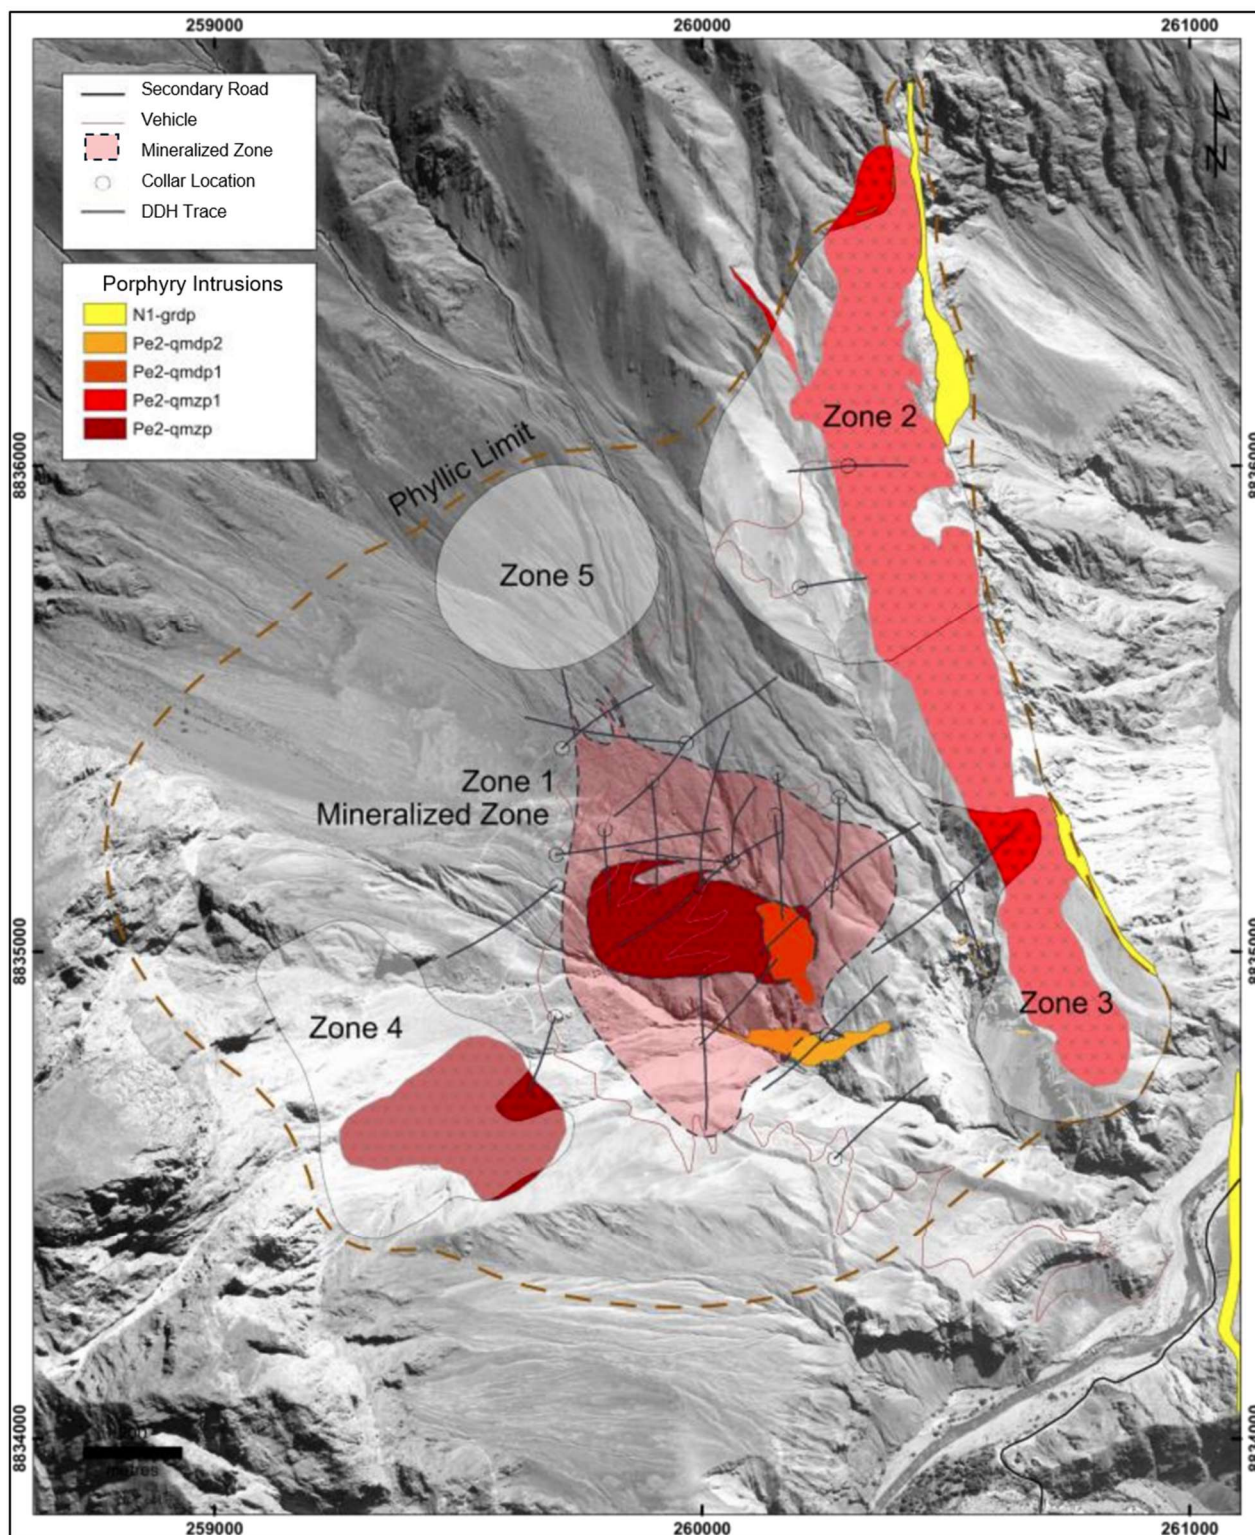 259000
260000
261000
Secondary Road
Vehicle
Mineralized Zone
Collar Location
DDH Trace
N
Porphyry Intrusions
N1-grdp
Pe2-qmdp2
Pe2-qmdp1
Pe2-qmzp1
Pe2-qmzp
Zone 2
8836000
8836000
Phyllic Limit
Zone 5
Zone 1
Mineralized Zone
8835000
8835000
Zone 3
Zone 4
8834000
8834000
200
metres
259000
260000
261000